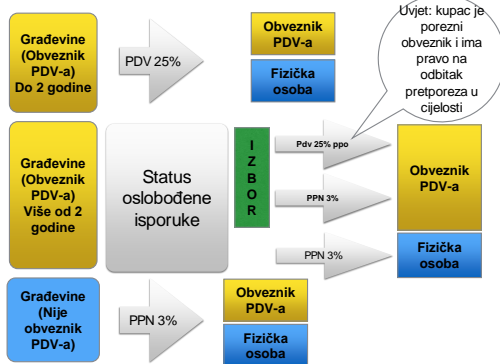 Građevine
(Obveznik
PDV-a)
Do 2 godine
PDV 25%
Obveznik
PDV-a
Fizička
osoba
Uvjet: kupac je
porezni
obveznik i ima
pravo na
odbitak
pretporeza u
cijelosti
Građevine
(Obveznik
PDV-a)
Više od 2
godine
Status
oslobođene
isporuke
I
Z
B
O
R
Pdv 25% ppo
PPN 3%
PPN 3%
Obveznik
PDV-a
Fizička
osoba
Građevine
(Nije
obveznik
PDV-a)
PPN 3%
Obveznik
PDV-a
Fizička
osoba